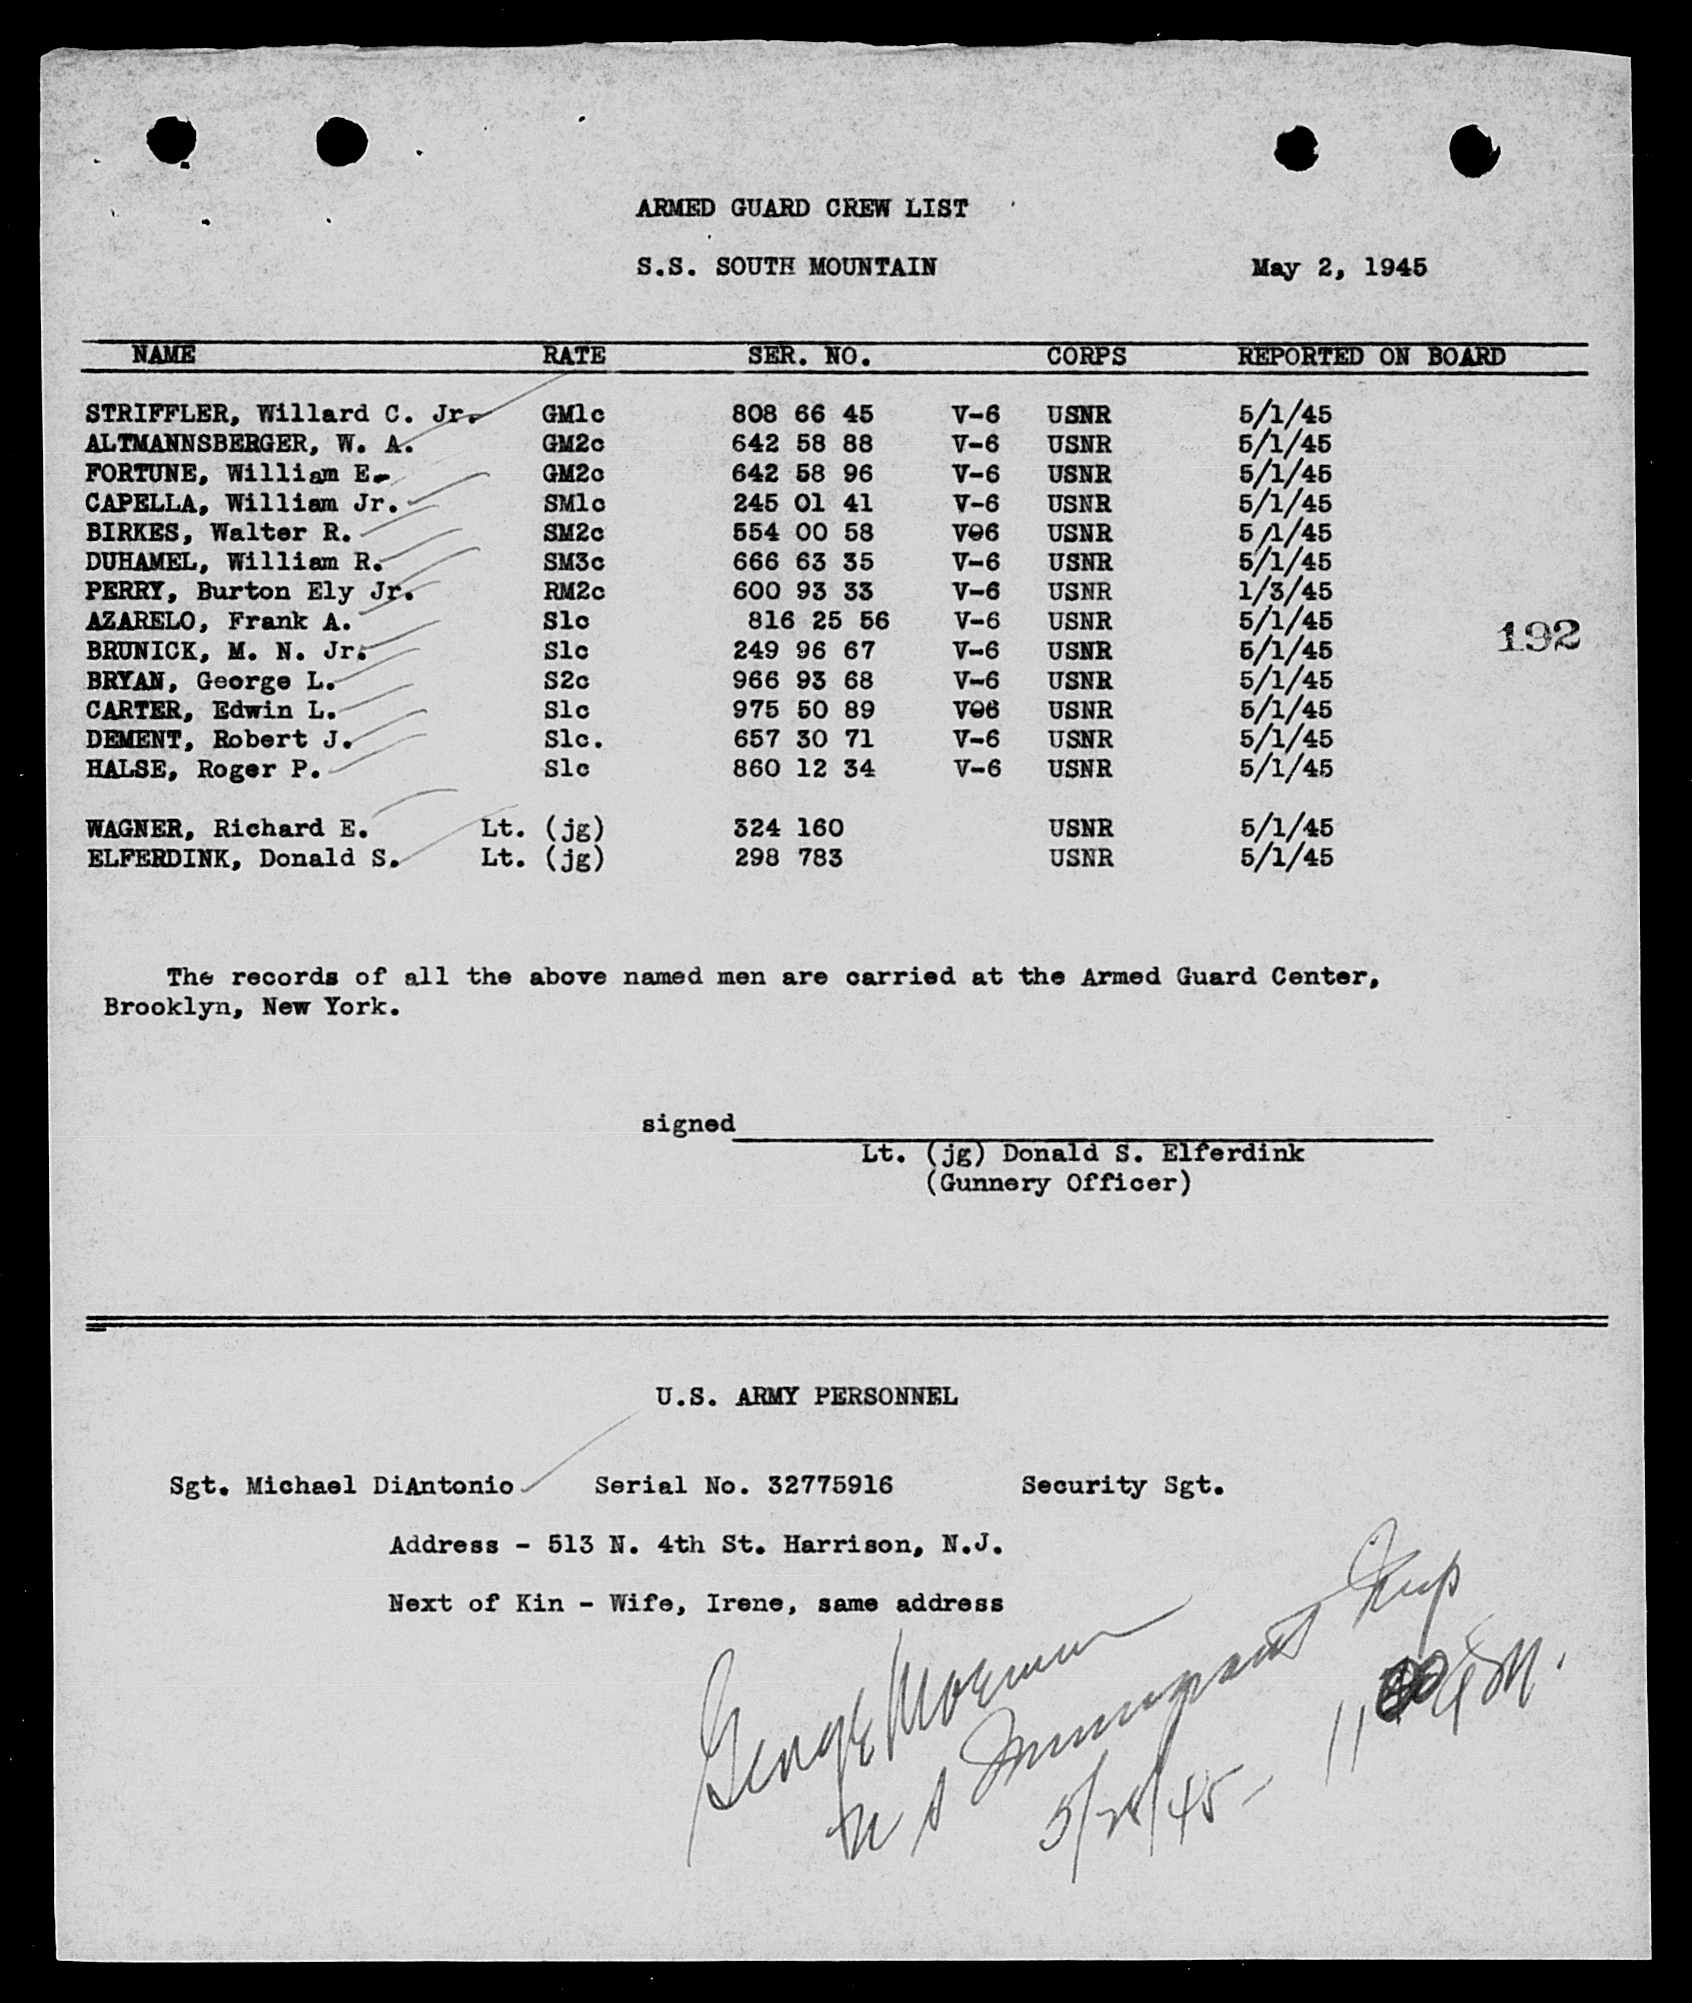 ARMED GUARD CREW LIST
S.S. SOUTH MOUNTAIN May 2, 1945
NAME RATE SER. NO. CORPS REPORTED ON BOARD
STRIFFLER, Willard C. Jr. GM1c 808 66 45 V-6 USNR 5/1/45
ALTMANNSBERGER, W. A. GM2c 642 58 88 V-6 USNR 5/1/45
FORTUNE, William E. GM2c 642 58 96 V-6 USNR 5/1/45
CAPELLA, William Jr. SM1c 245 01 41 V-6 USNR 5/1/45
BIRKES, Walter R. SM2c 554 00 58 V06 USNR 5/1/45
DUHAMEL, William R. SM3c 666 63 35 V-6 USNR 5/1/45
PERRY, Burton Ely Jr. RM2c 600 93 33 V-6 USNR 1/3/45
AZARELO, Frank A. S1c 816 25 56 V-6 USNR 5/1/45
192
BRUNICK, M. N. Jr. S1c 249 96 67 V-6 USNR 5/1/45
BRYAN, George L. S2c 966 93 68 V-6 USNR 5/1/45
CARTER, Edwin L. S1c 975 50 89 V06 USNR 5/1/45
DEMENT, Robert J. S1c. 657 30 71 V-6 USNR 5/1/45
HALSE, Roger P. S1c 860 12 34 V-6 USNR 5/1/45
WAGNER, Richard E. Lt. (jg) 324 160 USNR 5/1/45
ELFERDINK, Donald S. Lt. (jg) 298 783 USNR 5/1/45
The records of all the above named men are carried at the Armed Guard Center,
Brooklyn, New York.
signed
Lt. (jg) Donald S. Elferdink
(Gunnery Officer)
U.S. ARMY PERSONNEL
Sgt. Michael DiAntonio Serial No. 32775916 Security Sgt.
Address - 513 N. 4th St. Harrison, N.J.
Next of Kin - Wife, Irene, same address
George
U S Immigrant Insp
5/28/45-